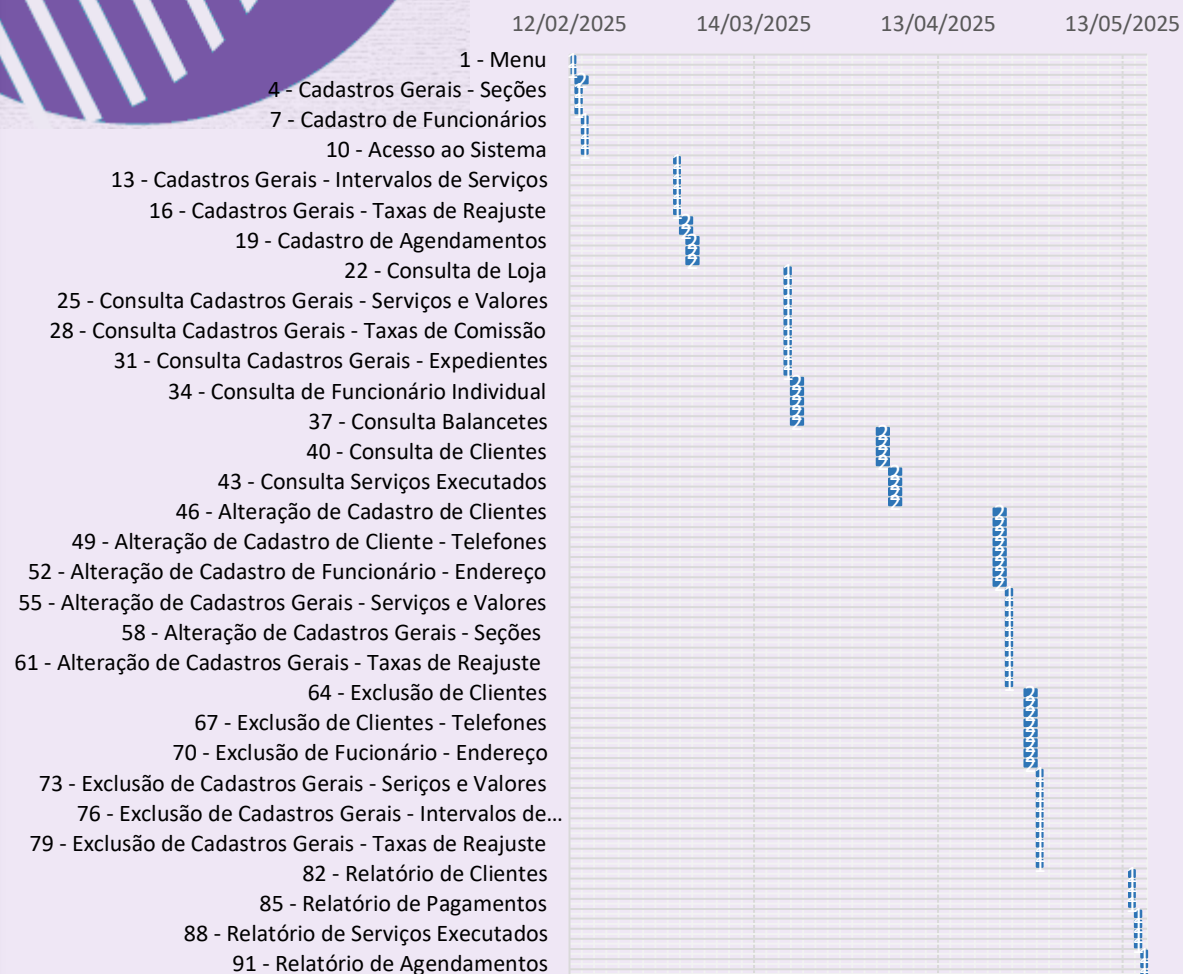 12/02/2025 14/03/2025 13/04/2025 13/05/2025
1 - Menu
4 - Cadastros Gerais - Seções
7 - Cadastro de Funcionários
10 - Acesso ao Sistema
13 - Cadastros Gerais - Intervalos de Serviços
16 - Cadastros Gerais - Taxas de Reajuste
19 - Cadastro de Agendamentos
22 - Consulta de Loja
25 - Consulta Cadastros Gerais - Serviços e Valores
28 - Consulta Cadastros Gerais - Taxas de Comissão
31 - Consulta Cadastros Gerais - Expedientes
34 - Consulta de Funcionário Individual
37 - Consulta Balancetes
40 - Consulta de Clientes
43 - Consulta Serviços Executados
46 - Alteração de Cadastro de Clientes
49 - Alteração de Cadastro de Cliente - Telefones
52 - Alteração de Cadastro de Funcionário - Endereço
55 - Alteração de Cadastros Gerais - Serviços e Valores
58 - Alteração de Cadastros Gerais - Seções
61 - Alteração de Cadastros Gerais - Taxas de Reajuste
64 - Exclusão de Clientes
67 - Exclusão de Clientes - Telefones
70 - Exclusão de Fucionário - Endereço
73 - Exclusão de Cadastros Gerais - Seriços e Valores
76 - Exclusão de Cadastros Gerais - Intervalos de...
79 - Exclusão de Cadastros Gerais - Taxas de Reajuste
82 - Relatório de Clientes
85 - Relatório de Pagamentos
88 - Relatório de Serviços Executados
91 - Relatório de Agendamentos